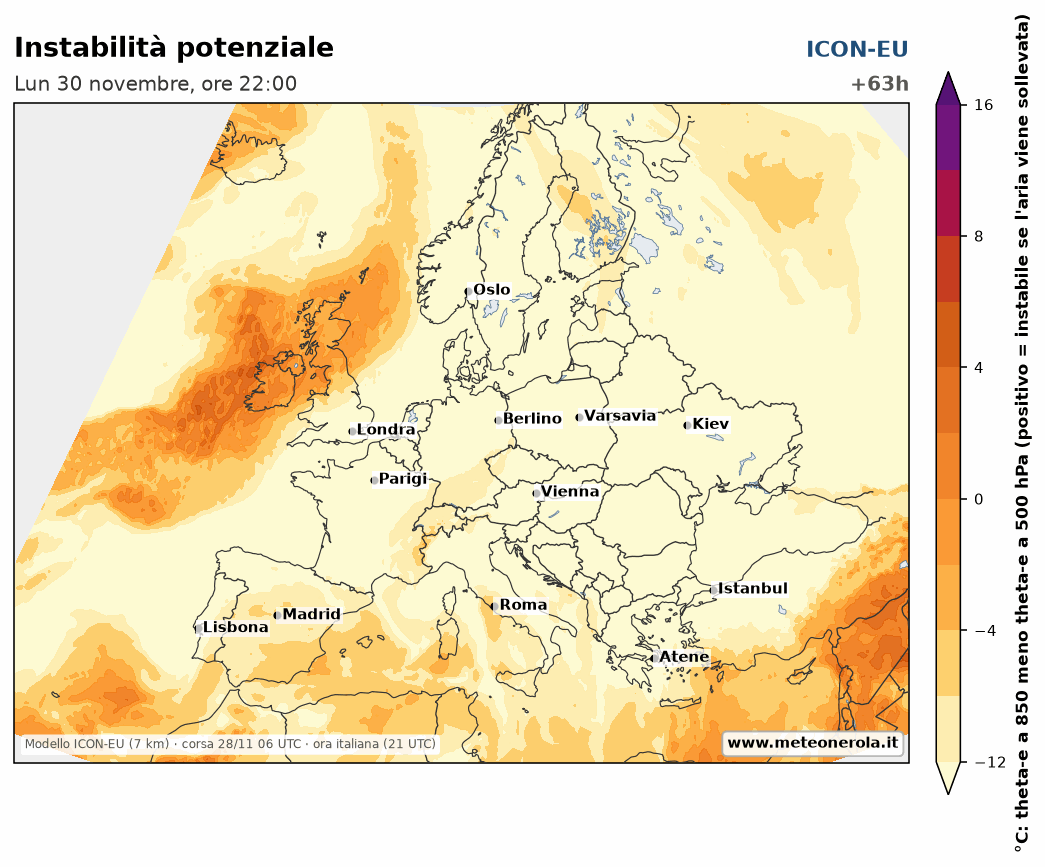 Instabilità potenziale
ICON-EU
Lun 30 novembre, ore 22:00
+63h
Oslo
Berlino
Varsavia
Kiev
Londra
Parigi
Vienna
Istanbul
Roma
Madrid
Lisbona
Atene
Modello ICON-EU (7 km) · corsa 28/11 06 UTC · ora italiana (21 UTC)
www.meteonerola.it
16
8
4
0
−4
−12
°C: theta-e a 850 meno theta-e a 500 hPa (positivo = instabile se l'aria viene sollevata)